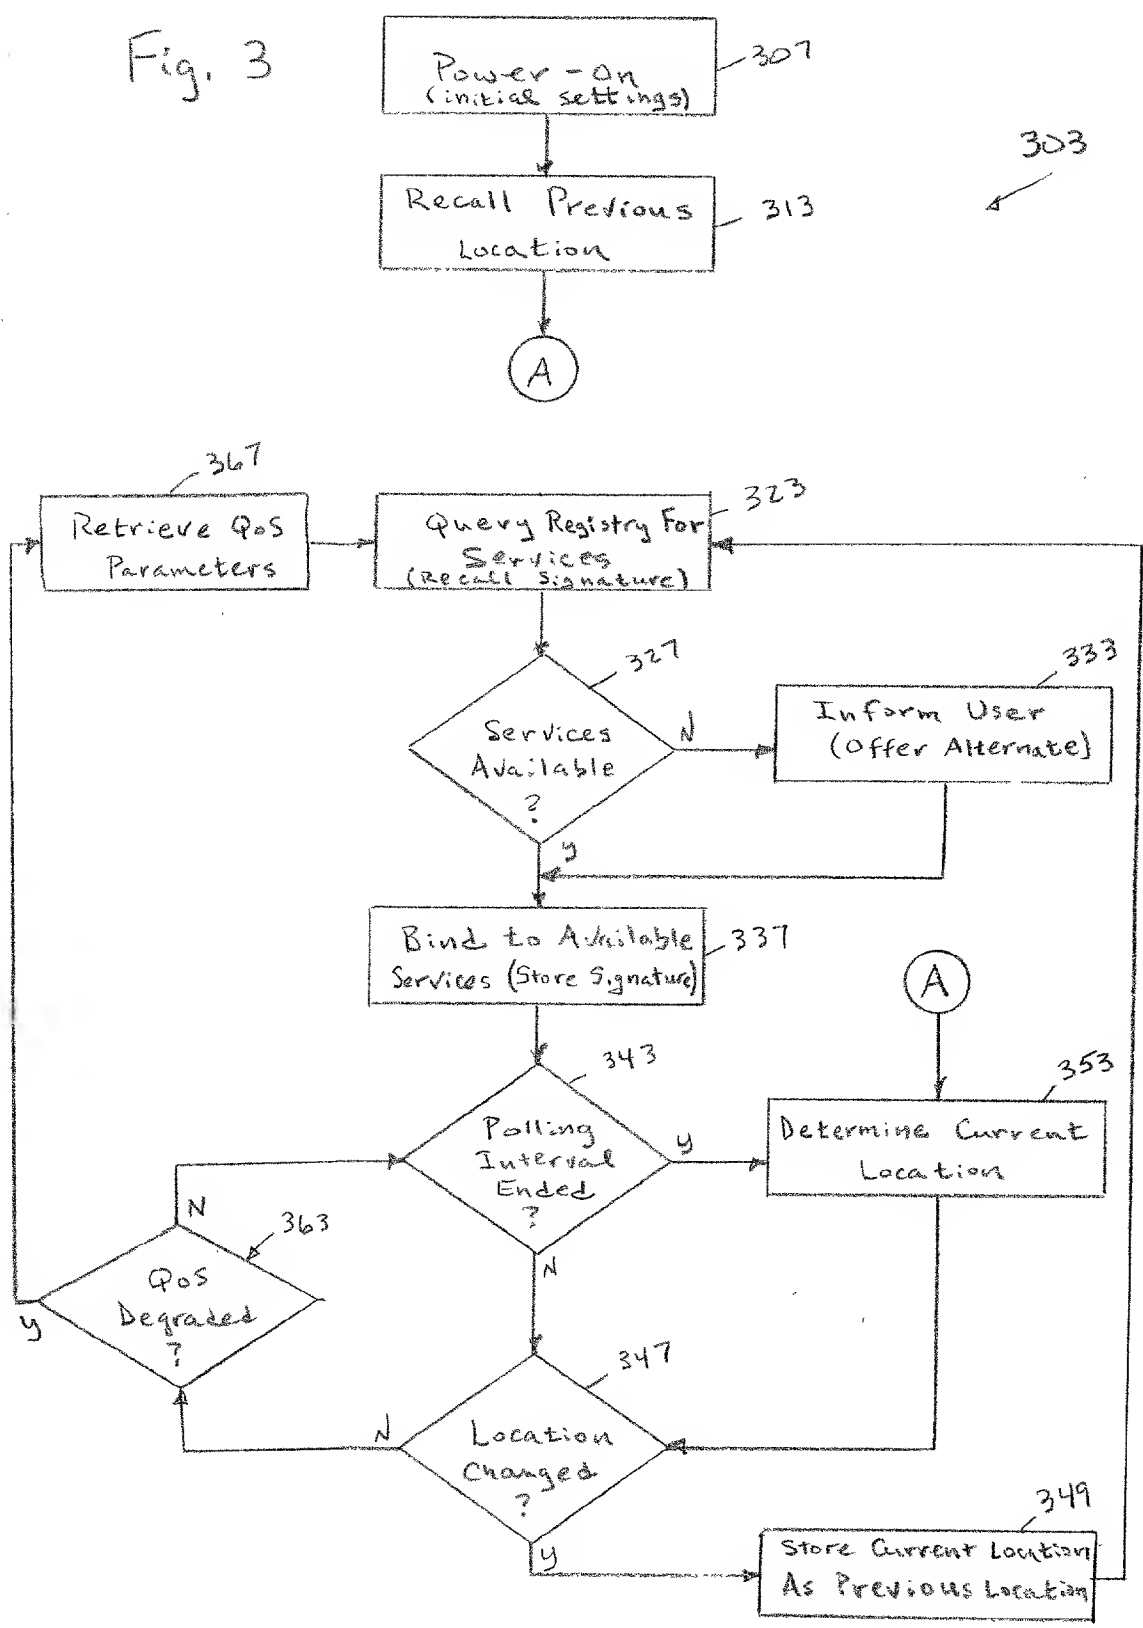 Fig. 3
Power-On
(initial settings)
307
303
Recall Previous
Location
313
A
367
Retrieve QoS
Parameters
323
Query Registry For
Services
(Recall Signature)
327
Services
Available
?
N
y
333
Inform User
(Offer Alternate)
Bind to Available
Services (Store Signature)
337
A
343
Polling
Interval
Ended
?
y
N
353
Determine Current
Location
N
363
QoS
Degraded
?
y
347
Location
Changed
?
N
y
349
Store Current Location
As Previous Location